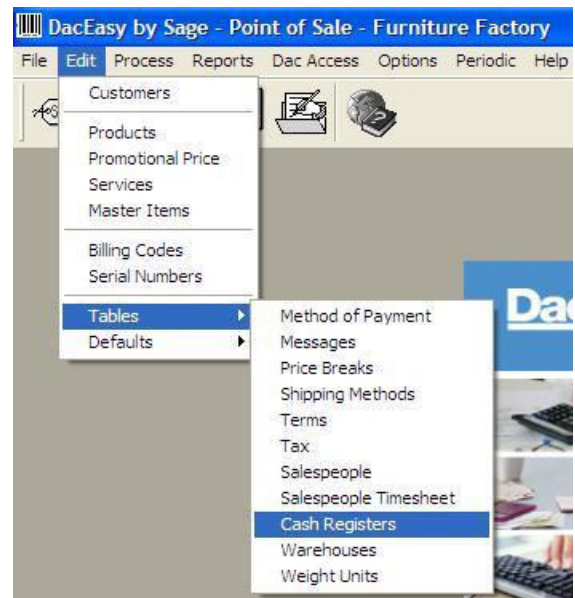 DacEasy by Sage - Point of Sale - Furniture Facto
File Edit Process Reports Dac Access Options Periodic Help
Customers
Products
Promotional Price
Services
Master Items
Billing Codes
Serial Numbers
Tables
Defaults
Method of Payment
Messages
Price Breaks
Shipping Methods
Terms
Tax
Salespeople
Salespeople Timesheet
Cash Registers
Warehouses
Weight Units
Dac